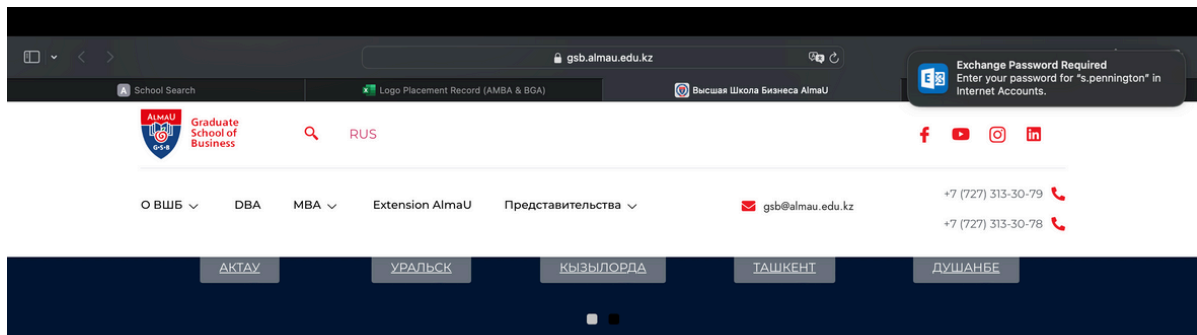 gsb.almau.edu.kz
Exchange Password Required
Enter your password for "s.pennington" in
Internet Accounts.
A School Search
Logo Placement Record (AMBA & BGA)
Высшая Школа Бизнеса AlmaU
ALMAU
G·S·B
Graduate
School of
Business
RUS
О ВШБ
DBA
MBA
Extension AlmaU
Представительства
gsb@almau.edu.kz
+7 (727) 313-30-79
+7 (727) 313-30-78
АКТАУ
УРАЛЬСК
КЫЗЫЛОРДА
ТАШКЕНТ
ДУШАНБЕ